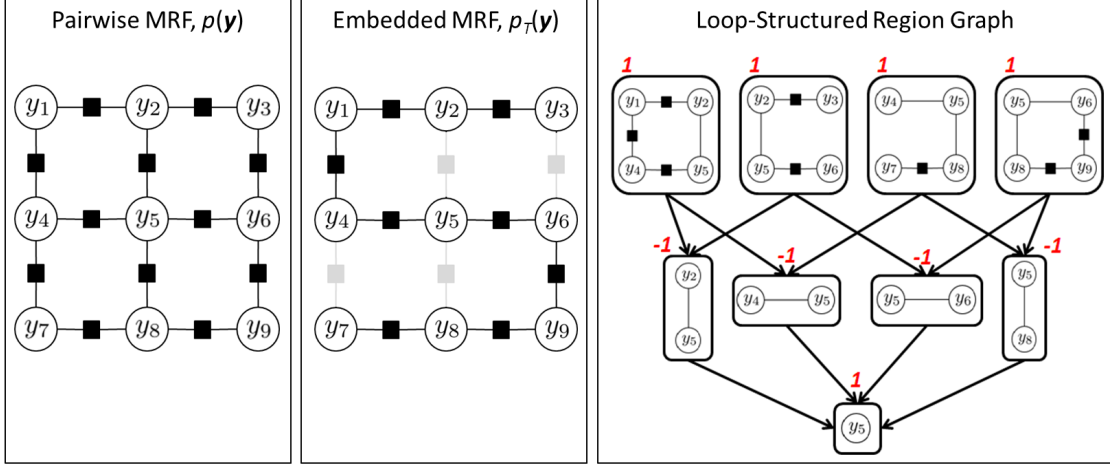 Pairwise MRF, p(y)
y1 y2 y3
y4 y5 y6
y7 y8 y9
Embedded MRF, pT(y)
y1 y2 y3
y4 y5 y6
y7 y8 y9
Loop-Structured Region Graph
1 1 1 1
y1 y2 y2 y3 y4 y5 y5 y6
y4 y5 y5 y6 y7 y8 y8 y9
-1 -1 -1 -1
y2 y5
y4 y5 y5 y6
y5 y8
1
y5